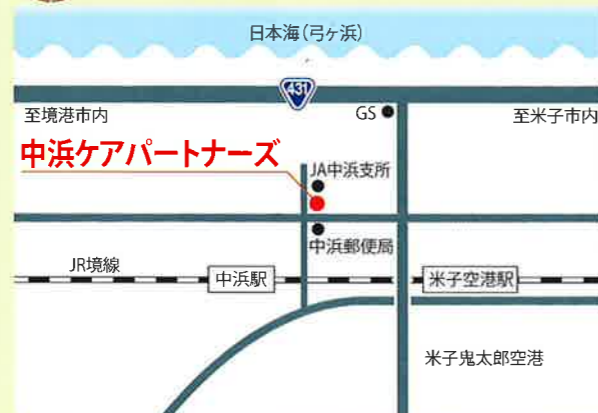 日本海(弓ヶ浜)
431
至境港市内
GS
至米子市内
中浜ケアパートナーズ
JA中浜支所
中浜郵便局
JR境線
中浜駅
米子空港駅
米子鬼太郎空港